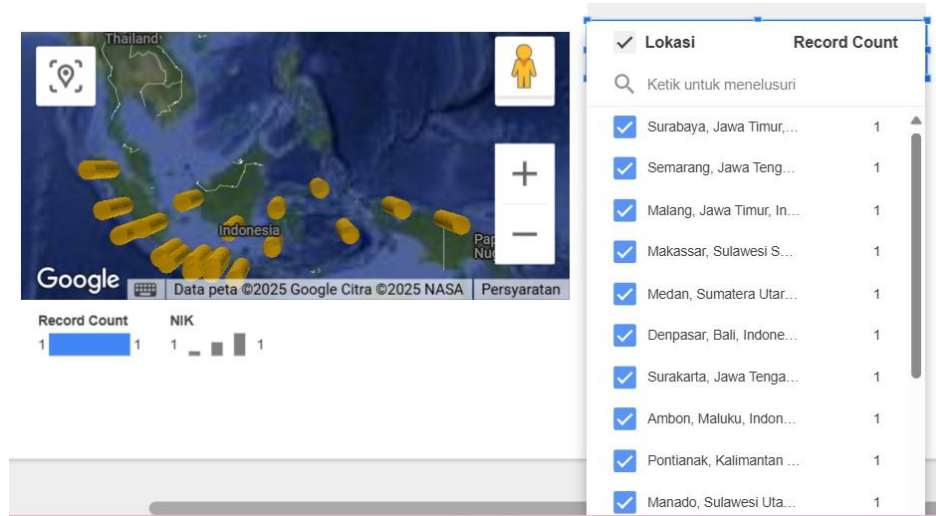 Thailand
Indonesia
Pap
Nu
Google
Data peta ©2025 Google Citra ©2025 NASA
Persyaratan
Record Count
1 1
NIK
1 1
Lokasi Record Count
Ketik untuk menelusuri
Surabaya, Jawa Timur,... 1
Semarang, Jawa Teng... 1
Malang, Jawa Timur, In... 1
Makassar, Sulawesi S... 1
Medan, Sumatera Utar... 1
Denpasar, Bali, Indone... 1
Surakarta, Jawa Tenga... 1
Ambon, Maluku, Indon... 1
Pontianak, Kalimantan ... 1
Manado, Sulawesi Uta... 1